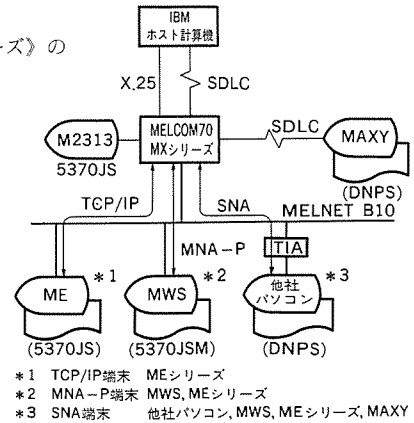 IBM
ホスト計算機
ーズ》の
X.25
SDLC
M2313
5370JS
MELCOM70
MXシリーズ
SDLC
MAXY
(DNPS)
TCP/IP
SNA
MELNET B10
MNA-P
TIA
ME
*1
MWS
*2
他社
パソコン
*3
(5370JS)
(5370JSM)
(DNPS)
*1 TCP/IP端末 MEシリーズ
*2 MNA-P端末 MWS, MEシリーズ
*3 SNA端末 他社パソコン, MWS, MEシリーズ, MAXY